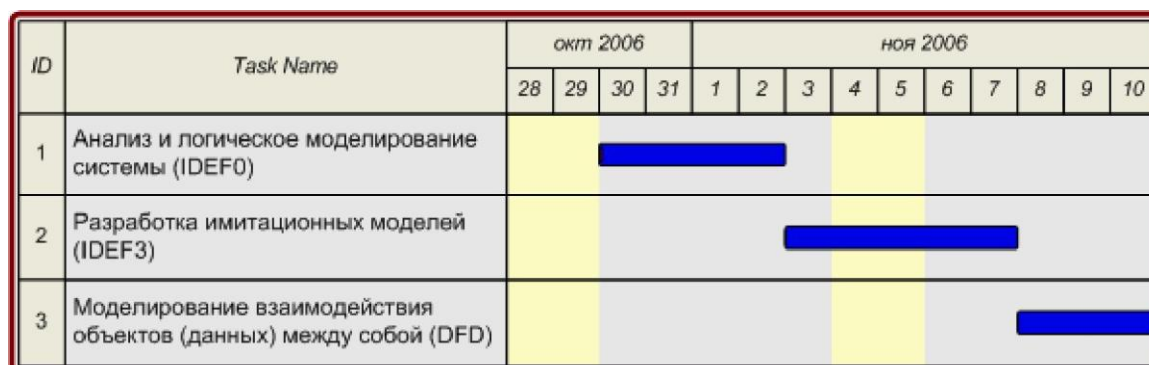 ID Task Name окт 2006 ноя 2006
28 29 30 31 1 2 3 4 5 6 7 8 9 10
1 Анализ и логическое моделирование
системы (IDEF0)
2 Разработка имитационных моделей
(IDEF3)
3 Моделирование взаимодействия
объектов (данных) между собой (DFD)